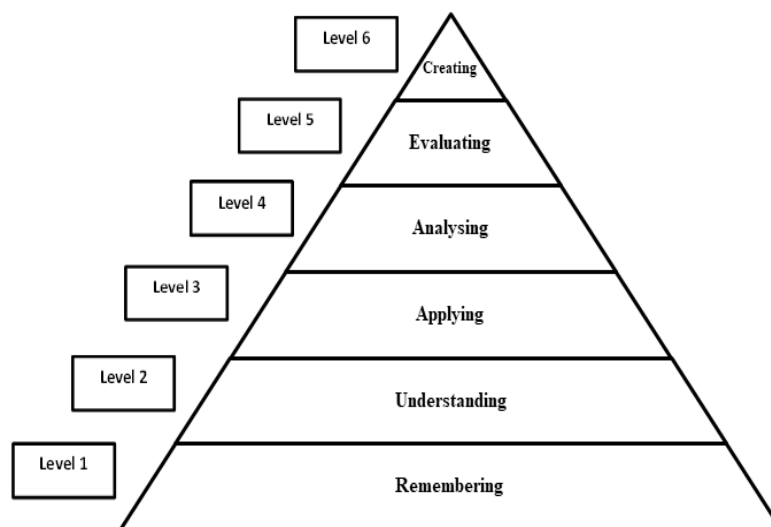 Level 6
Creating
Level 5
Evaluating
Level 4
Analysing
Level 3
Applying
Level 2
Understanding
Level 1
Remembering